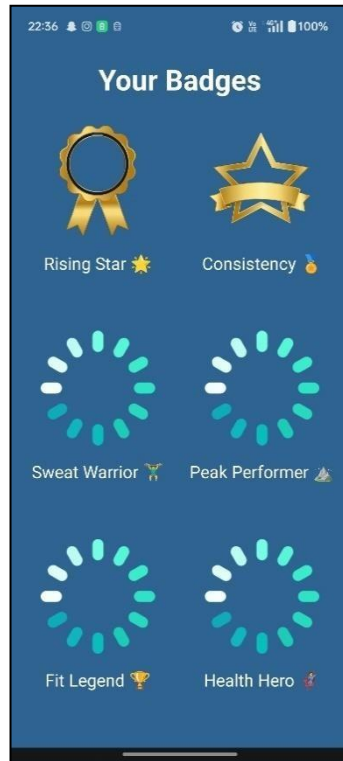 22:36 100%
Your Badges
Rising Star 🌟 Consistency 🏅
Sweat Warrior 🏋️‍♂️ Peak Performer ⛰️
Fit Legend 🏆 Health Hero 🦸‍♀️